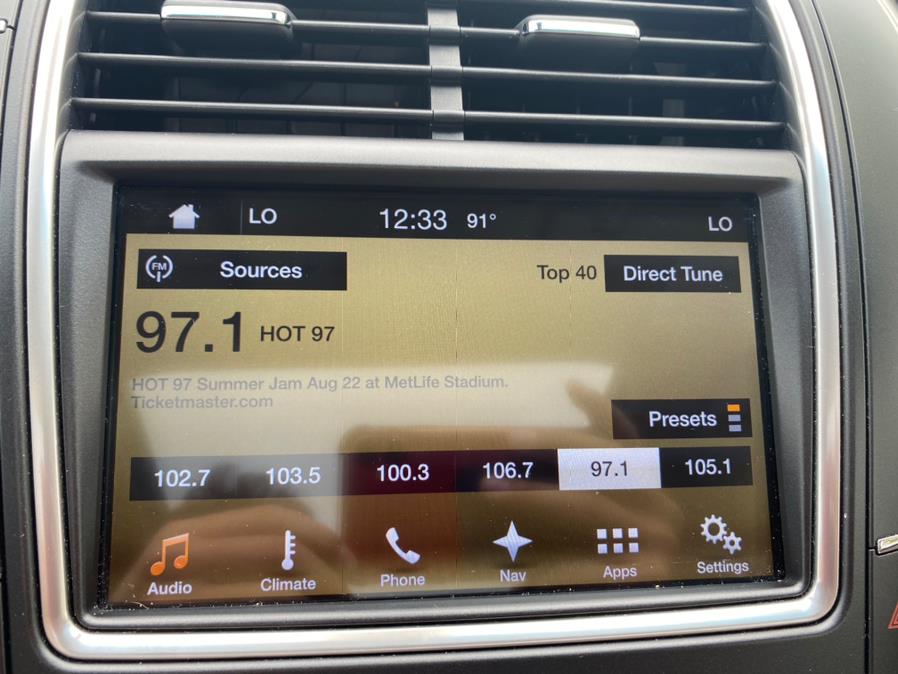 LO 12:33 91° LO
FM Sources Top 40 Direct Tune
97.1 HOT 97
HOT 97 Summer Jam Aug 22 at MetLife Stadium.
Ticketmaster.com
Presets
102.7 103.5 100.3 106.7 97.1 105.1
Audio Climate Phone Nav Apps Settings